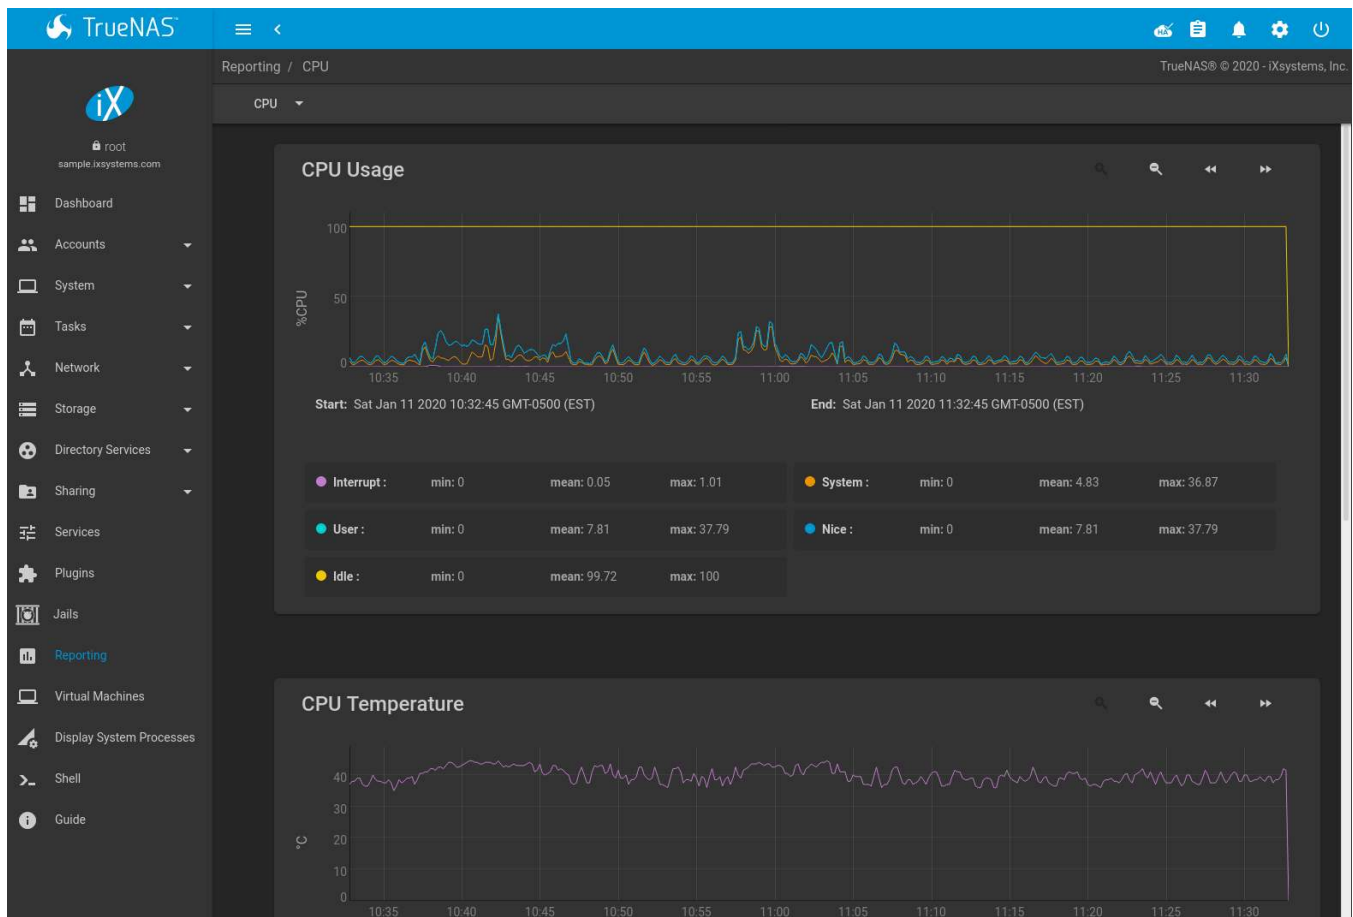 TrueNAS™
HA
Reporting / CPU
TrueNAS® © 2020 - iXsystems, Inc.
iX
root
sample.ixsystems.com
Dashboard
Accounts
System
Tasks
Network
Storage
Directory Services
Sharing
Services
Plugins
Jails
Reporting
Virtual Machines
Display System Processes
Shell
Guide
CPU
CPU Usage
%CPU
100
50
0
10:35 10:40 10:45 10:50 10:55 11:00 11:05 11:10 11:15 11:20 11:25 11:30
Start: Sat Jan 11 2020 10:32:45 GMT-0500 (EST) End: Sat Jan 11 2020 11:32:45 GMT-0500 (EST)
Interrupt : min: 0 mean: 0.05 max: 1.01 System : min: 0 mean: 4.83 max: 36.87
User : min: 0 mean: 7.81 max: 37.79 Nice : min: 0 mean: 7.81 max: 37.79
Idle : min: 0 mean: 99.72 max: 100
CPU Temperature
°C
40
30
20
10
0
10:35 10:40 10:45 10:50 10:55 11:00 11:05 11:10 11:15 11:20 11:25 11:30